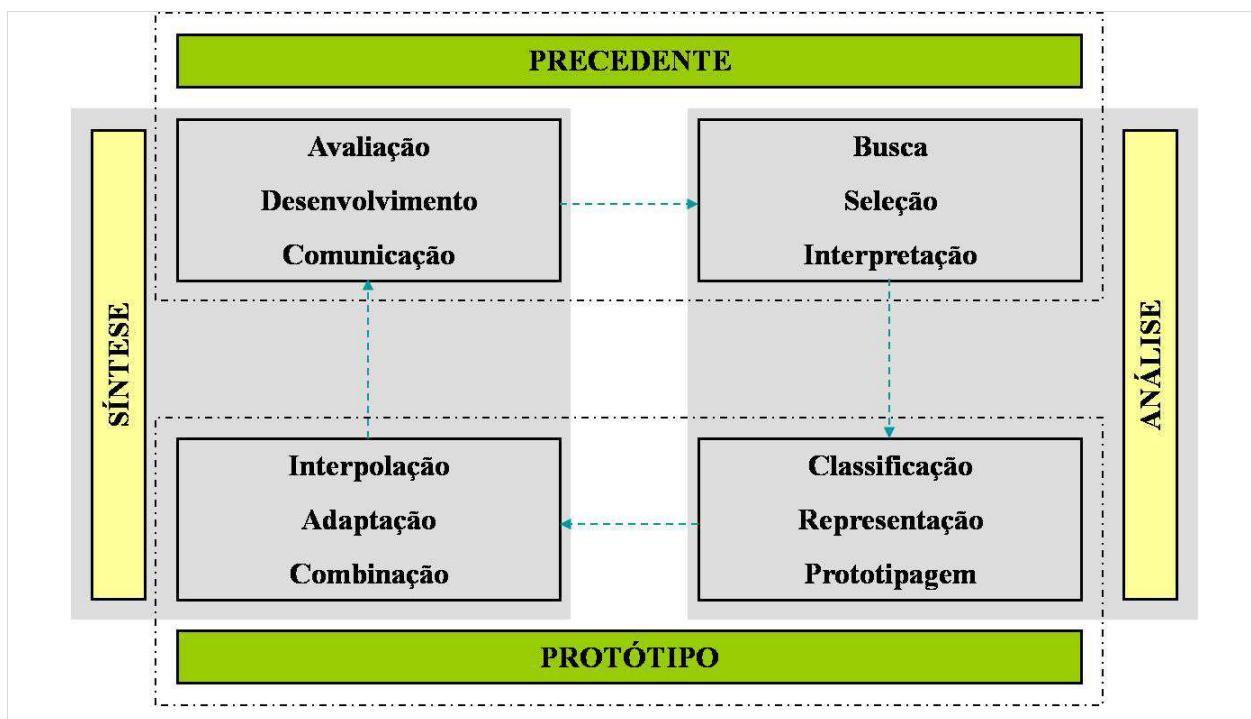 PRECEDENTE
SÍNTESE
Avaliação
Desenvolvimento
Comunicação
Busca
Seleção
Interpretação
ANÁLISE
Interpolação
Adaptação
Combinação
Classificação
Representação
Prototipagem
PROTÓTIPO